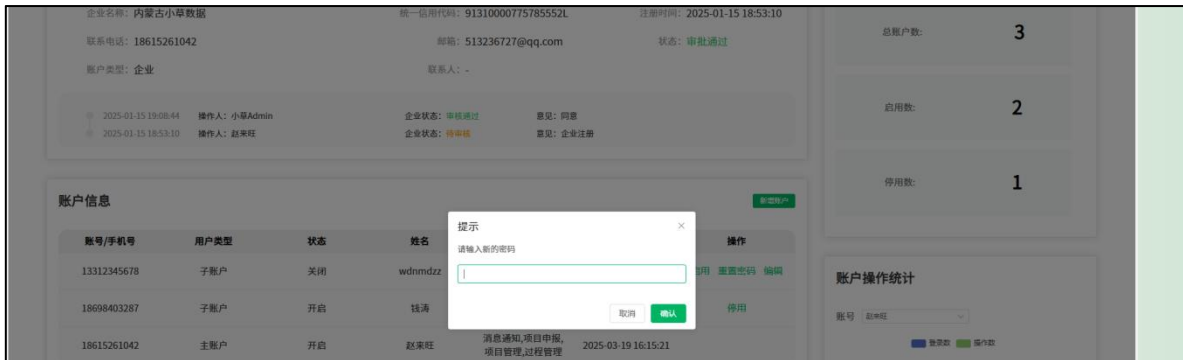 企业名称: 内蒙古小草数据 统一信用代码: 91310000775785552L 注册时间: 2025-01-15 18:53:10
联系电话: 18615261042 邮箱: 513236727@qq.com 状态: 审批通过
账户类型: 企业 联系人: -
2025-01-15 19:08:44 操作人: 小草Admin 企业状态: 审核通过 意见: 同意
2025-01-15 18:53:10 操作人: 赵来旺 企业状态: 待审核 意见: 企业注册
总账户数: 3
启用数: 2
停用数: 1
账户信息 新增账户
账号/手机号 用户类型 状态 姓名 操作
13312345678 子账户 关闭 wdnmdzz 启用 重置密码 编辑
18698403287 子账户 开启 钱涛 停用
18615261042 主账户 开启 赵来旺 消息通知,项目申报,
项目管理,过程管理 2025-03-19 16:15:21
提示
请输入新的密码
取消 确认
账户操作统计
账号 赵来旺
登录数 操作数